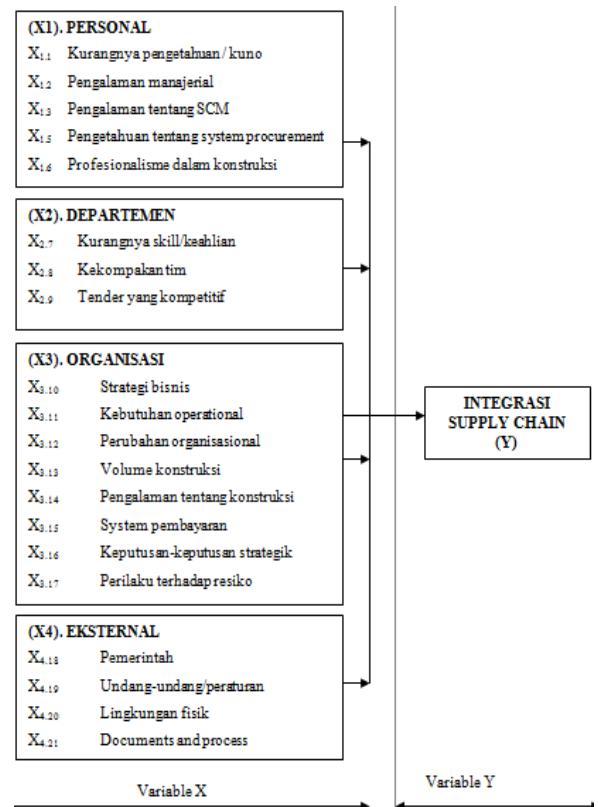 (X1). PERSONAL
X1.1 Kurangnya pengetahuan / kuno
X1.2 Pengalaman manajerial
X1.3 Pengalaman tentang SCM
X1.5 Pengetahuan tentang system procurement
X1.6 Profesionalisme dalam konstruksi
(X2). DEPARTEMEN
X2.7 Kurangnya skill/keahlian
X2.8 Kekompakan tim
X2.9 Tender yang kompetitif
(X3). ORGANISASI
X3.10 Strategi bisnis
X3.11 Kebutuhan operational
X3.12 Perubahan organisasional
X3.13 Volume konstruksi
X3.14 Pengalaman tentang konstruksi
X3.15 System pembayaran
X3.16 Keputusan-keputusan strategik
X3.17 Perilaku terhadap resiko
INTEGRASI
SUPPLY CHAIN
(Y)
(X4). EKSTERNAL
X4.18 Pemerintah
X4.19 Undang-undang/peraturan
X4.20 Lingkungan fisik
X4.21 Documents and process
Variable X
Variable Y